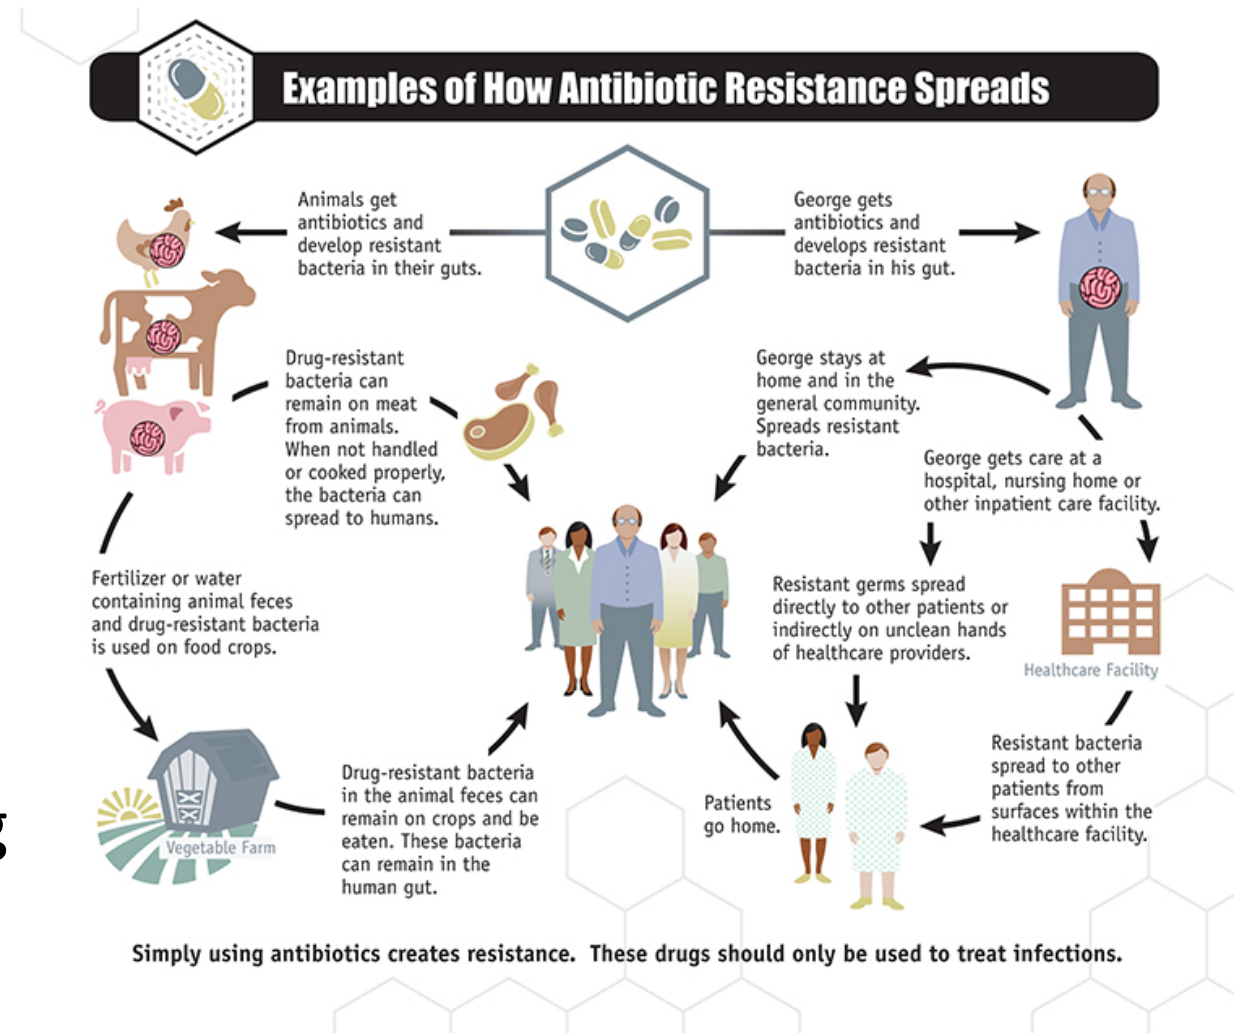 Examples of How Antibiotic Resistance Spreads
Animals get
antibiotics and
develop resistant
bacteria in their guts.
George gets
antibiotics and
develops resistant
bacteria in his gut.
Drug-resistant
bacteria can
remain on meat
from animals.
When not handled
or cooked properly,
the bacteria can
spread to humans.
George stays at
home and in the
general community.
Spreads resistant
bacteria.
George gets care at a
hospital, nursing home or
other inpatient care facility.
Fertilizer or water
containing animal feces
and drug-resistant bacteria
is used on food crops.
Resistant germs spread
directly to other patients or
indirectly on unclean hands
of healthcare providers.
Healthcare Facility
Vegetable Farm
Drug-resistant bacteria
in the animal feces can
remain on crops and be
eaten. These bacteria
can remain in the
human gut.
Patients
go home.
Resistant bacteria
spread to other
patients from
surfaces within the
healthcare facility.
g
Simply using antibiotics creates resistance. These drugs should only be used to treat infections.